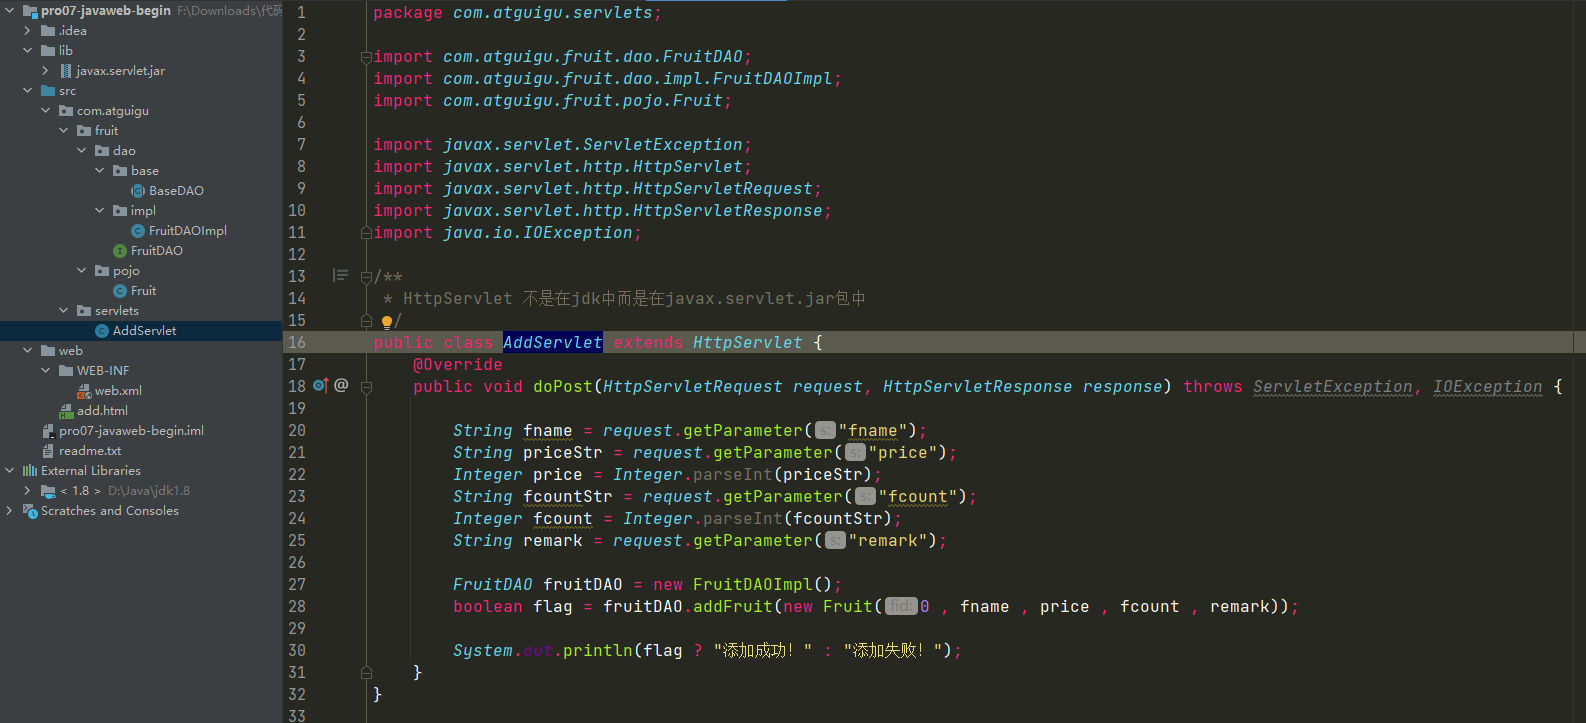 pro07-javaweb-begin F:\Downloads\代码
.idea
lib
javax.servlet.jar
src
com.atguigu
fruit
dao
base
BaseDAO
impl
FruitDAOImpl
FruitDAO
pojo
Fruit
servlets
AddServlet
web
WEB-INF
web.xml
add.html
pro07-javaweb-begin.iml
readme.txt
External Libraries
< 1.8 > D:\Java\jdk1.8
Scratches and Consoles
1 package com.atguigu.servlets;
2
3 import com.atguigu.fruit.dao.FruitDAO;
4 import com.atguigu.fruit.dao.impl.FruitDAOImpl;
5 import com.atguigu.fruit.pojo.Fruit;
6
7 import javax.servlet.ServletException;
8 import javax.servlet.http.HttpServlet;
9 import javax.servlet.http.HttpServletRequest;
10 import javax.servlet.http.HttpServletResponse;
11 import java.io.IOException;
12
13 /**
14 * HttpServlet 不是在jdk中而是在javax.servlet.jar包中
15 */
16 public class AddServlet extends HttpServlet {
17 @Override
18 @ public void doPost(HttpServletRequest request, HttpServletResponse response) throws ServletException, IOException {
19
20 String fname = request.getParameter( s: "fname");
21 String priceStr = request.getParameter( s: "price");
22 Integer price = Integer.parseInt(priceStr);
23 String fcountStr = request.getParameter( s: "fcount");
24 Integer fcount = Integer.parseInt(fcountStr);
25 String remark = request.getParameter( s: "remark");
26
27 FruitDAO fruitDAO = new FruitDAOImpl();
28 boolean flag = fruitDAO.addFruit(new Fruit( fid: 0 , fname , price , fcount , remark));
29
30 System.out.println(flag ? "添加成功！" : "添加失败！");
31 }
32 }
33